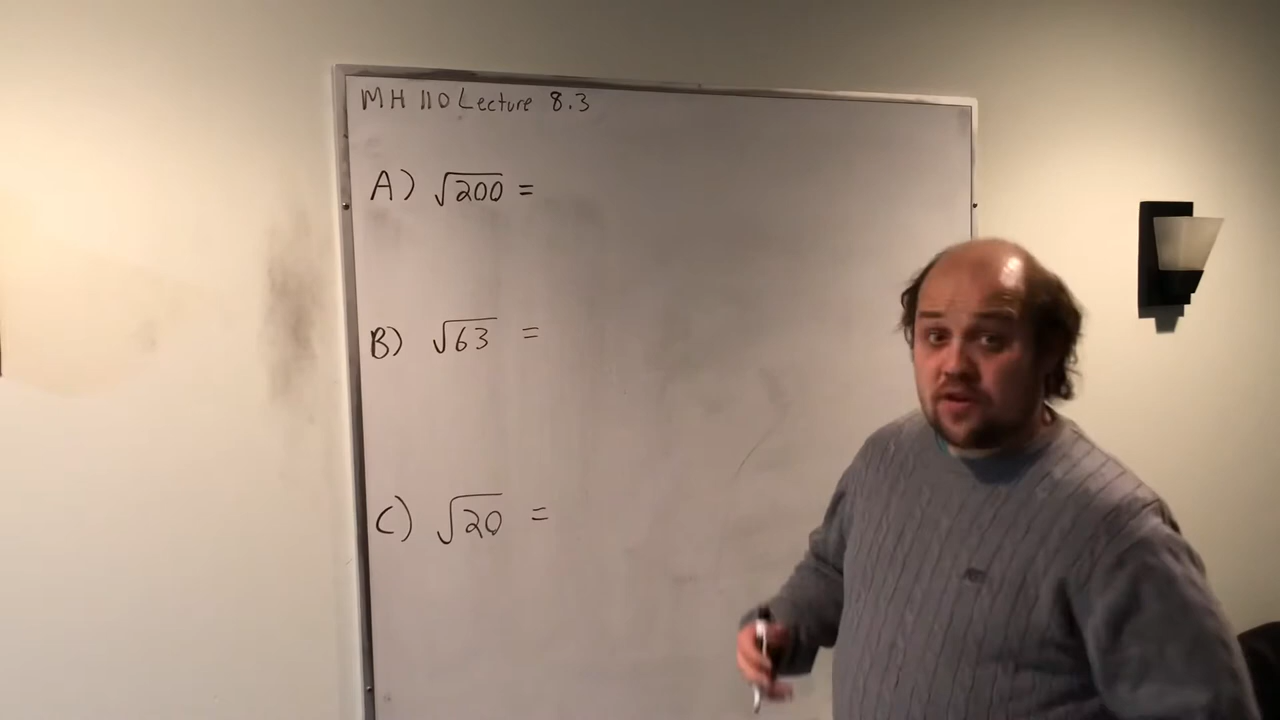 MH 110 Lecture 8.3
A) √200 =
B) √63 =
C) √20 =